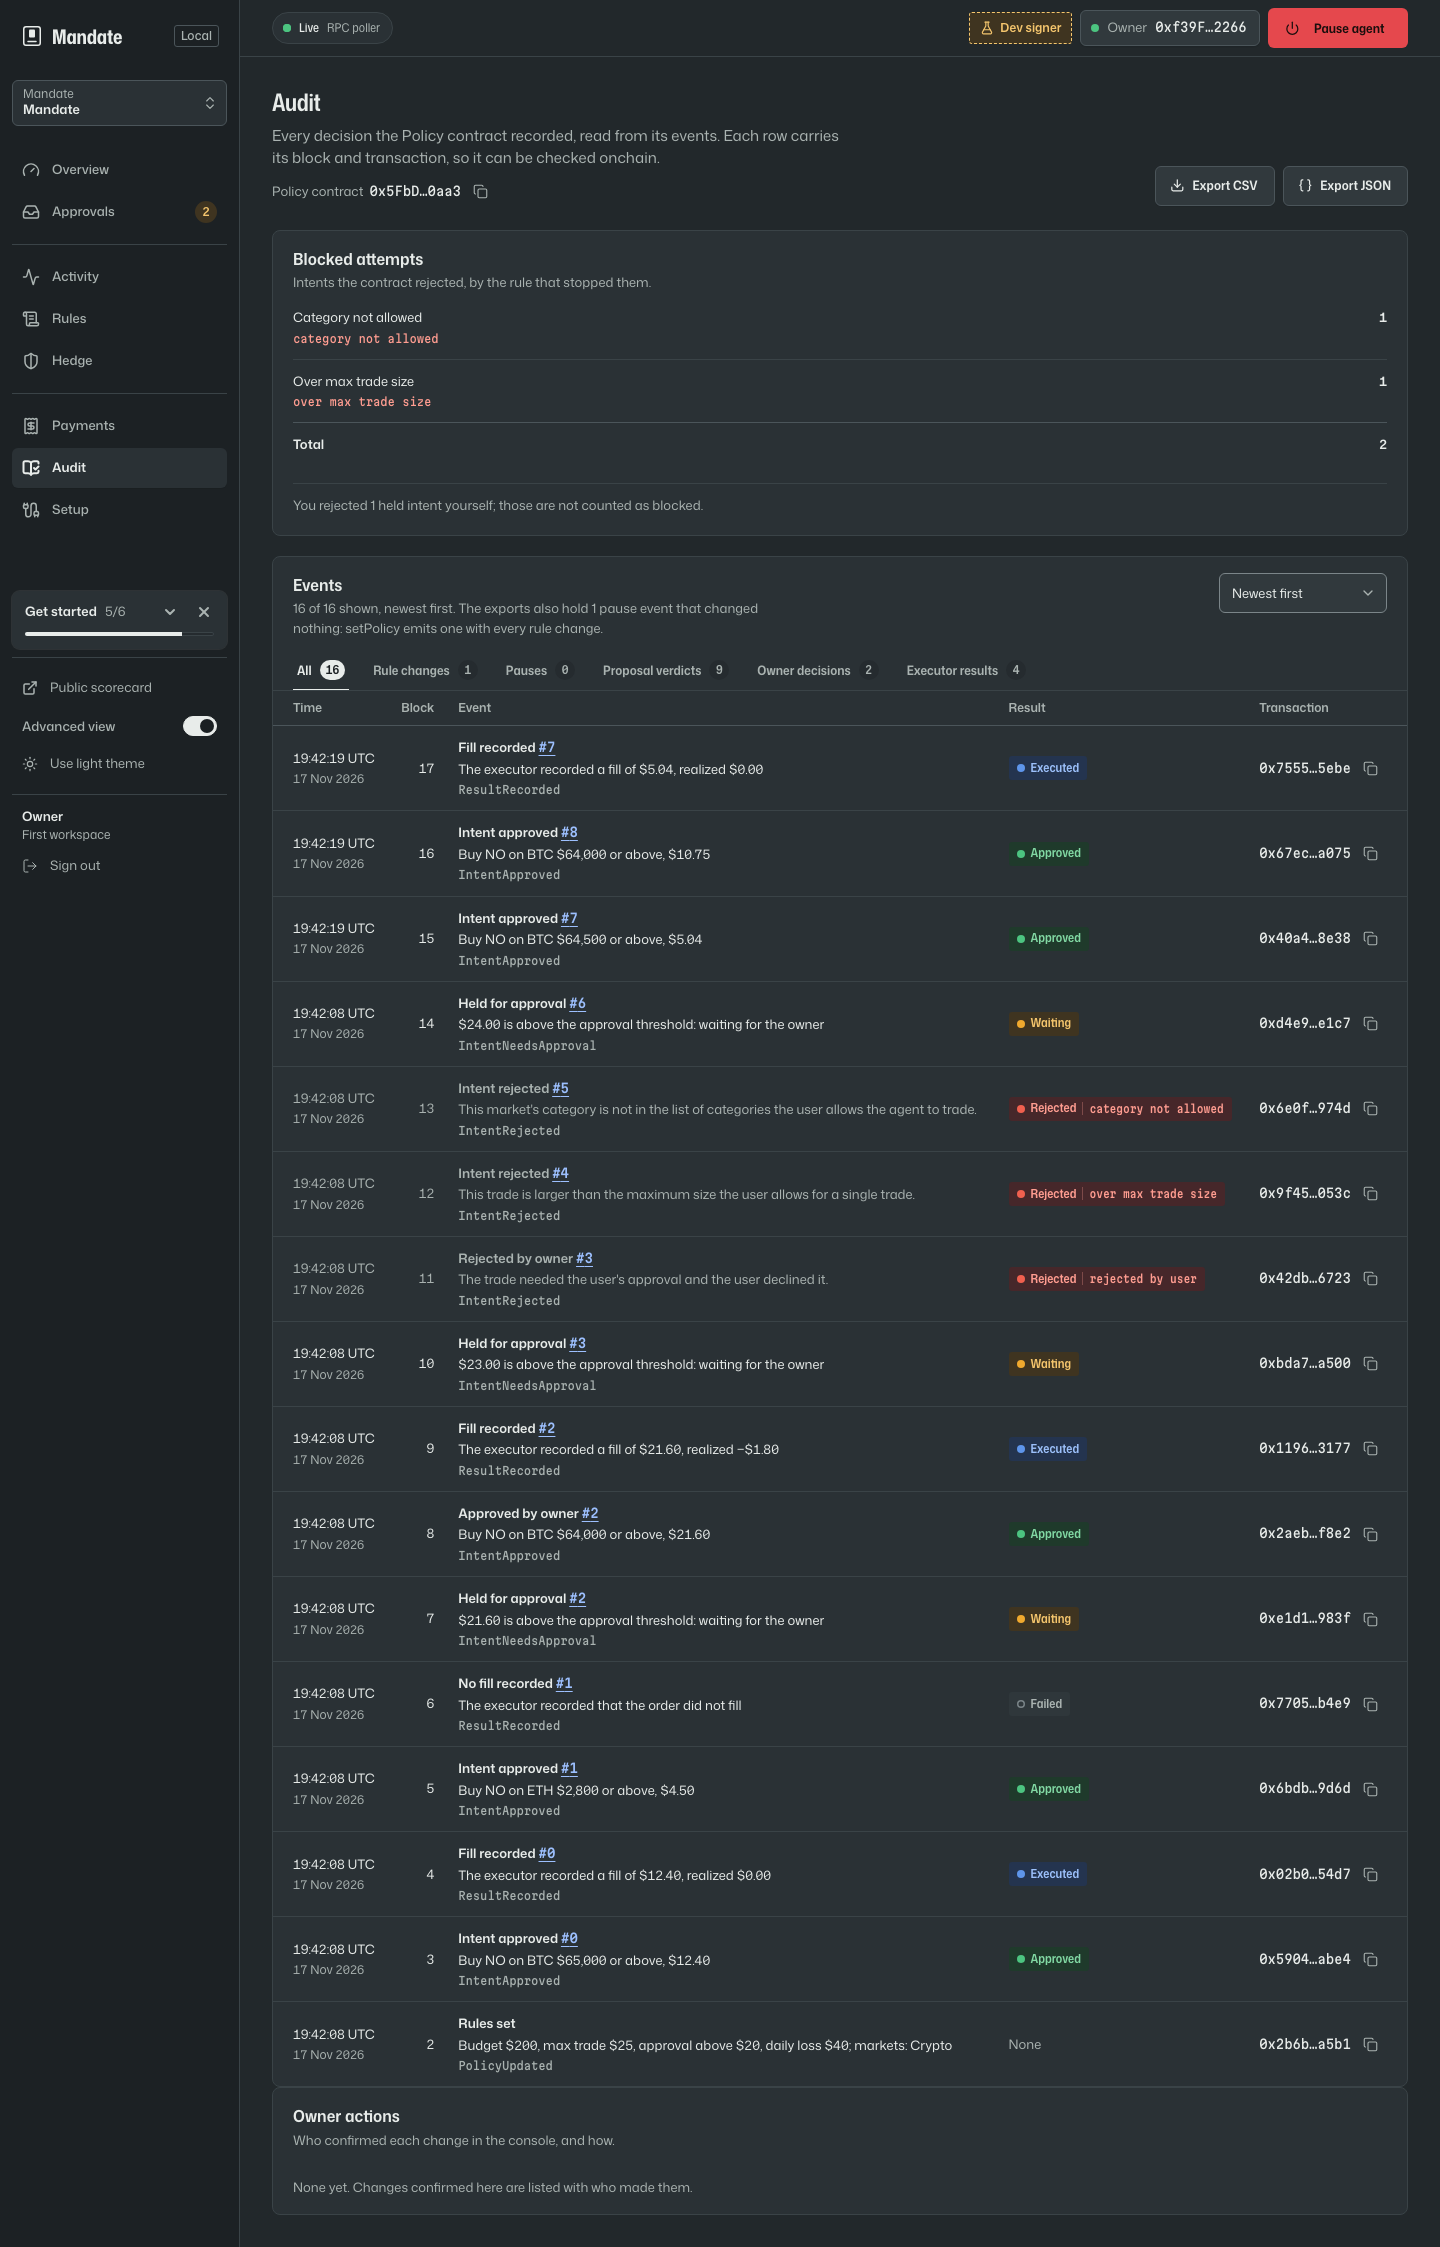 Mandate
Local
Mandate
Mandate
Overview
Approvals 2
Activity
Rules
Hedge
Payments
Audit
Setup
Get started 5/6
Public scorecard
Advanced view
Use light theme
Owner
First workspace
Sign out
Live RPC poller
Dev signer
Owner 0xf39F…2266
Pause agent
Audit
Every decision the Policy contract recorded, read from its events. Each row carries
its block and transaction, so it can be checked onchain.
Policy contract 0x5FbD…0aa3
Export CSV
Export JSON
Blocked attempts
Intents the contract rejected, by the rule that stopped them.
Category not allowed 1
category not allowed
Over max trade size 1
over max trade size
Total 2
You rejected 1 held intent yourself; those are not counted as blocked.
Events
16 of 16 shown, newest first. The exports also hold 1 pause event that changed
nothing: setPolicy emits one with every rule change.
Newest first
All 16 Rule changes 1 Pauses 0 Proposal verdicts 9 Owner decisions 2 Executor results 4
Time Block Event Result Transaction
19:42:19 UTC
17 Nov 2026
17
Fill recorded #7
The executor recorded a fill of $5.04, realized $0.00
ResultRecorded
Executed
0x7555…5ebe
19:42:19 UTC
17 Nov 2026
16
Intent approved #8
Buy NO on BTC $64,000 or above, $10.75
IntentApproved
Approved
0x67ec…a075
19:42:19 UTC
17 Nov 2026
15
Intent approved #7
Buy NO on BTC $64,500 or above, $5.04
IntentApproved
Approved
0x40a4…8e38
19:42:08 UTC
17 Nov 2026
14
Held for approval #6
$24.00 is above the approval threshold: waiting for the owner
IntentNeedsApproval
Waiting
0xd4e9…e1c7
19:42:08 UTC
17 Nov 2026
13
Intent rejected #5
This market's category is not in the list of categories the user allows the agent to trade.
IntentRejected
Rejected category not allowed
0x6e0f…974d
19:42:08 UTC
17 Nov 2026
12
Intent rejected #4
This trade is larger than the maximum size the user allows for a single trade.
IntentRejected
Rejected over max trade size
0x9f45…053c
19:42:08 UTC
17 Nov 2026
11
Rejected by owner #3
The trade needed the user's approval and the user declined it.
IntentRejected
Rejected rejected by user
0x42db…6723
19:42:08 UTC
17 Nov 2026
10
Held for approval #3
$23.00 is above the approval threshold: waiting for the owner
IntentNeedsApproval
Waiting
0xbda7…a500
19:42:08 UTC
17 Nov 2026
9
Fill recorded #2
The executor recorded a fill of $21.60, realized −$1.80
ResultRecorded
Executed
0x1196…3177
19:42:08 UTC
17 Nov 2026
8
Approved by owner #2
Buy NO on BTC $64,000 or above, $21.60
IntentApproved
Approved
0x2aeb…f8e2
19:42:08 UTC
17 Nov 2026
7
Held for approval #2
$21.60 is above the approval threshold: waiting for the owner
IntentNeedsApproval
Waiting
0xe1d1…983f
19:42:08 UTC
17 Nov 2026
6
No fill recorded #1
The executor recorded that the order did not fill
ResultRecorded
Failed
0x7705…b4e9
19:42:08 UTC
17 Nov 2026
5
Intent approved #1
Buy NO on ETH $2,800 or above, $4.50
IntentApproved
Approved
0x6bdb…9d6d
19:42:08 UTC
17 Nov 2026
4
Fill recorded #0
The executor recorded a fill of $12.40, realized $0.00
ResultRecorded
Executed
0x02b0…54d7
19:42:08 UTC
17 Nov 2026
3
Intent approved #0
Buy NO on BTC $65,000 or above, $12.40
IntentApproved
Approved
0x5904…abe4
19:42:08 UTC
17 Nov 2026
2
Rules set
Budget $200, max trade $25, approval above $20, daily loss $40; markets: Crypto
PolicyUpdated
None
0x2b6b…a5b1
Owner actions
Who confirmed each change in the console, and how.
None yet. Changes confirmed here are listed with who made them.